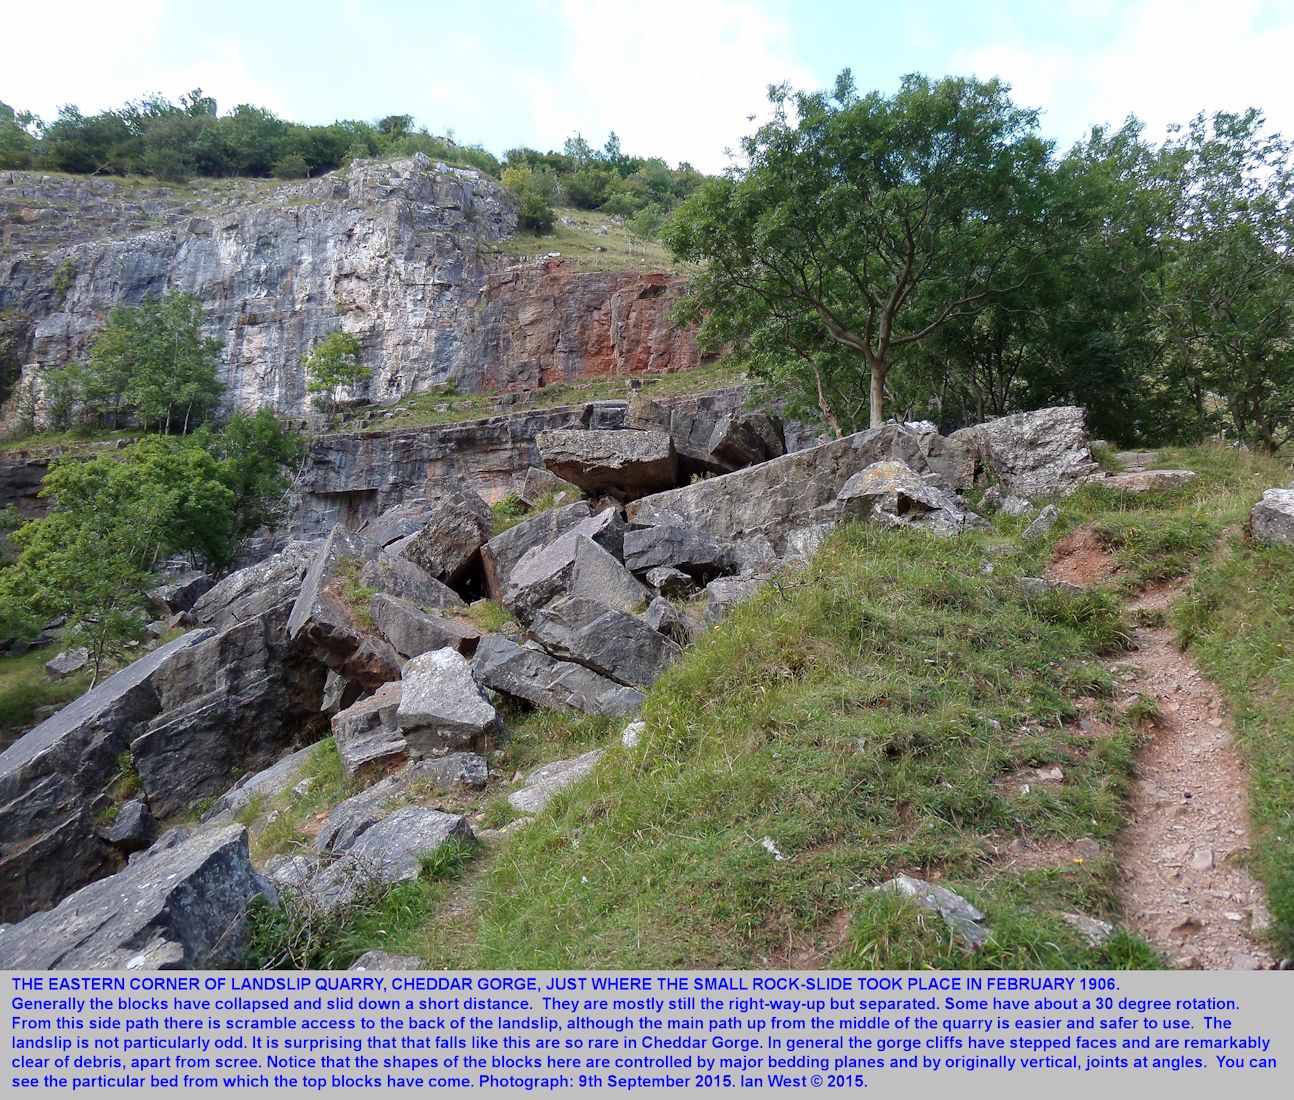 THE EASTERN CORNER OF LANDSLIP QUARRY, CHEDDAR GORGE, JUST WHERE THE SMALL ROCK-SLIDE TOOK PLACE IN FEBRUARY 1906.
Generally the blocks have collapsed and slid down a short distance.  They are mostly still the right-way-up but separated. Some have about a 30 degree rotation.
From this side path there is scramble access to the back of the landslip, although the main path up from the middle of the quarry is easier and safer to use.  The
landslip is not particularly odd. It is surprising that that falls like this are so rare in Cheddar Gorge. In general the gorge cliffs have stepped faces and are remarkably
clear of debris, apart from scree. Notice that the shapes of the blocks here are controlled by major bedding planes and by originally vertical, joints at angles.  You can
see the particular bed from which the top blocks have come. Photograph: 9th September 2015. Ian West © 2015.